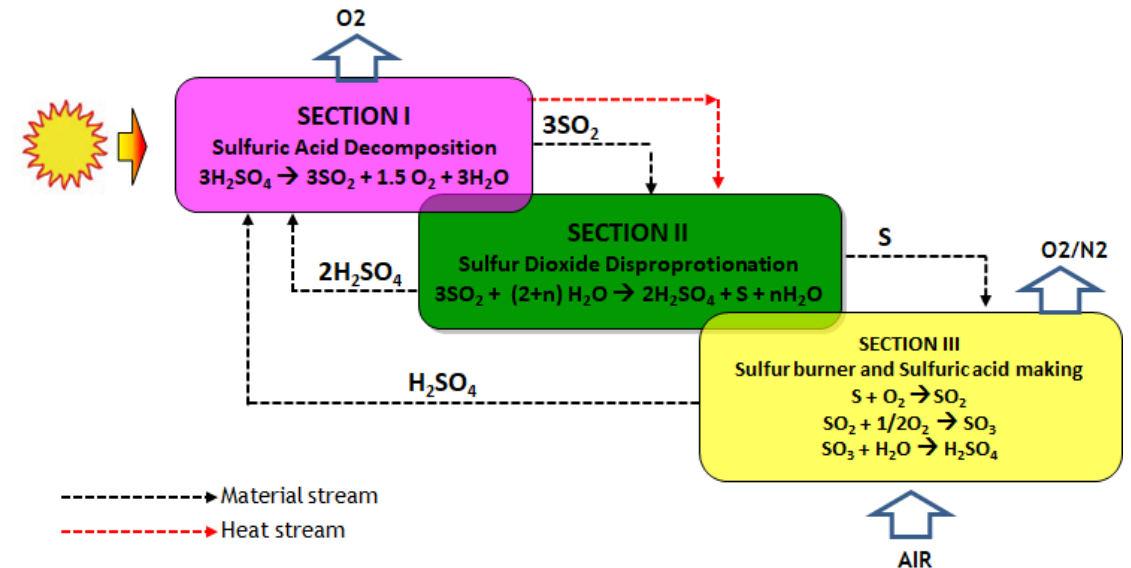 O2
SECTION I
Sulfuric Acid Decomposition
3H₂SO₄ → 3SO₂ + 1.5 O₂ + 3H₂O
3SO₂
SECTION II
Sulfur Dioxide Disproprotionation
3SO₂ + (2+n) H₂O → 2H₂SO₄ + S + nH₂O
2H₂SO₄
S
O2/N2
SECTION III
Sulfur burner and Sulfuric acid making
S + O₂ → SO₂
SO₂ + 1/2O₂ → SO₃
SO₃ + H₂O → H₂SO₄
H₂SO₄
Material stream
Heat stream
AIR